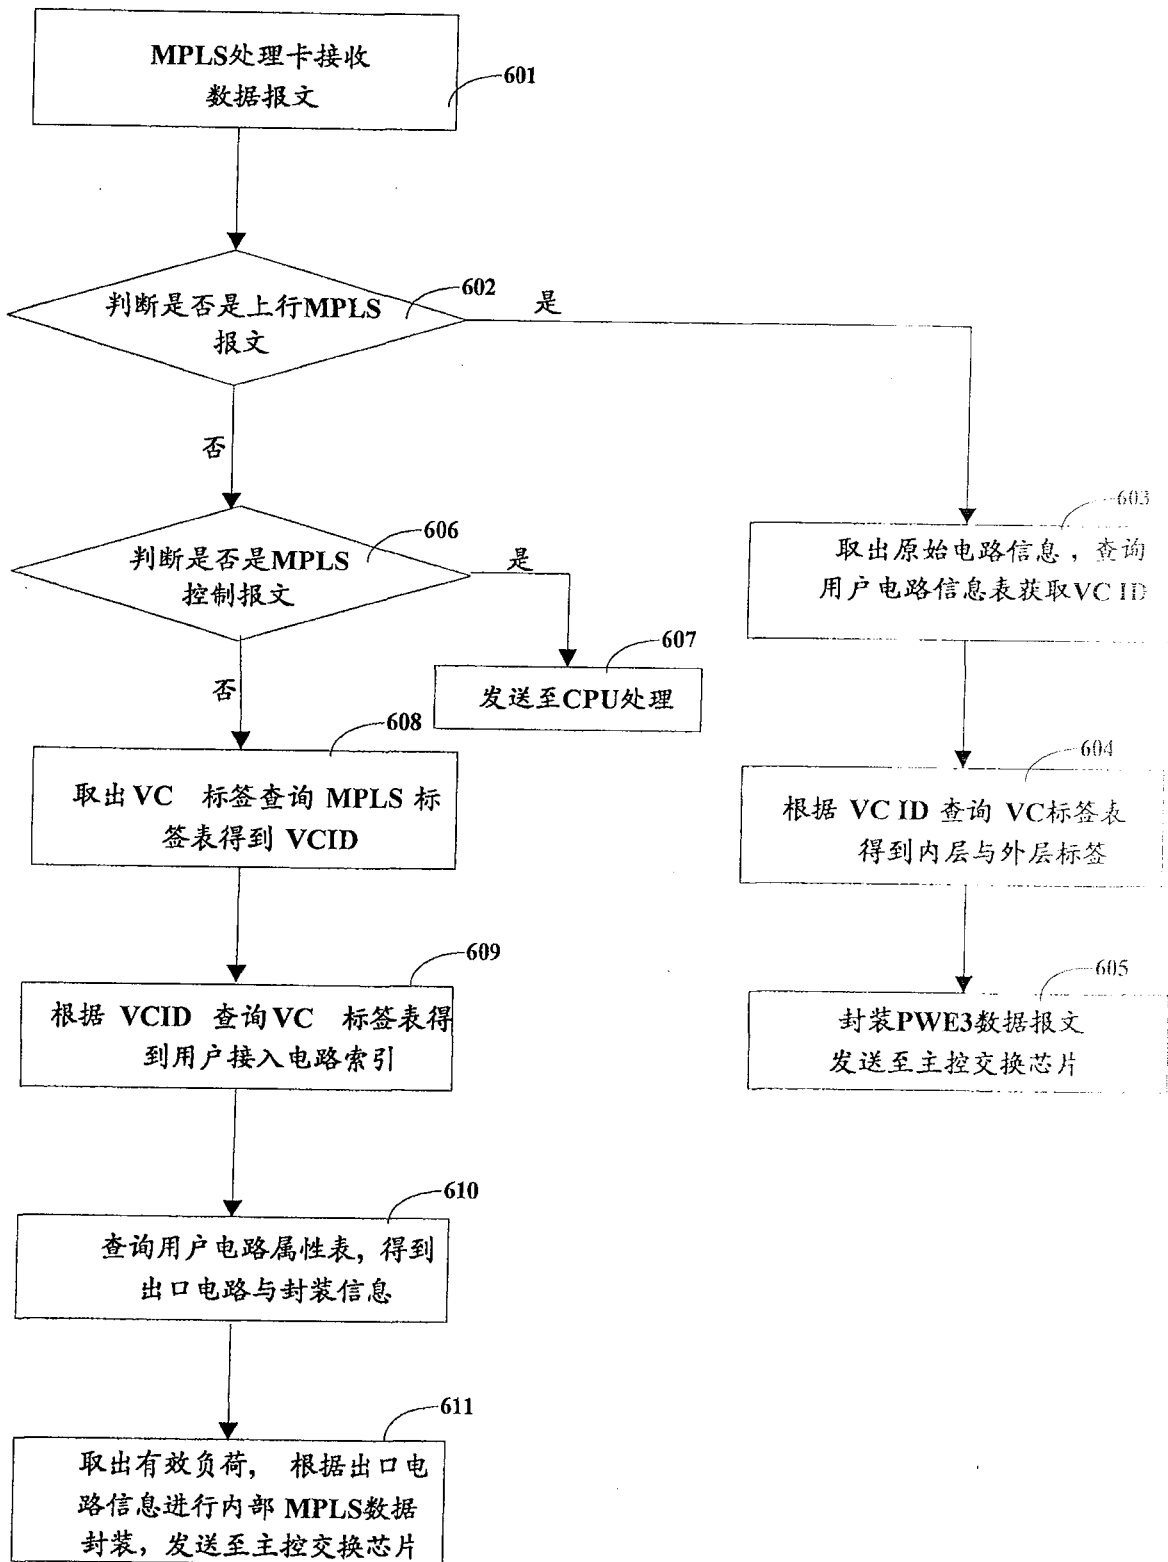 MPLS处理卡接收
数据报文
601
判断是否是上行MPLS
报文
602
是
否
603
取出原始电路信息，查询
用户电路信息表获取VC ID
判断是否是MPLS
控制报文
606
是
607
发送至CPU处理
否
608
取出VC 标签查询 MPLS 标
签表得到 VCID
604
根据 VC ID 查询 VC标签表
得到内层与外层标签
609
根据 VCID 查询VC 标签表得
到用户接入电路索引
605
封装PWE3数据报文
发送至主控交换芯片
610
查询用户电路属性表，得到
出口电路与封装信息
611
取出有效负荷， 根据出口电
路信息进行内部 MPLS数据
封装，发送至主控交换芯片